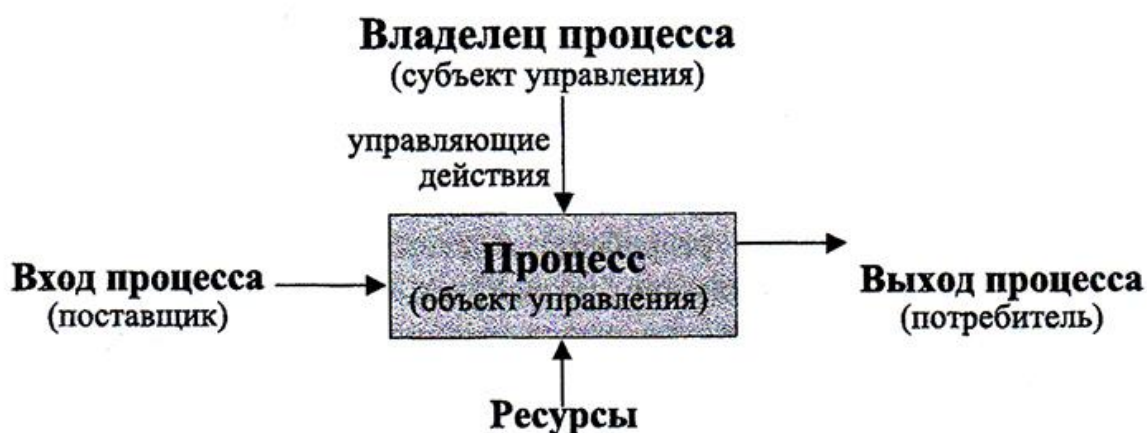 Владелец процесса
(субъект управления)
управляющие
действия
Процесс
(объект управления)
Вход процесса
(поставщик)
Выход процесса
(потребитель)
Ресурсы